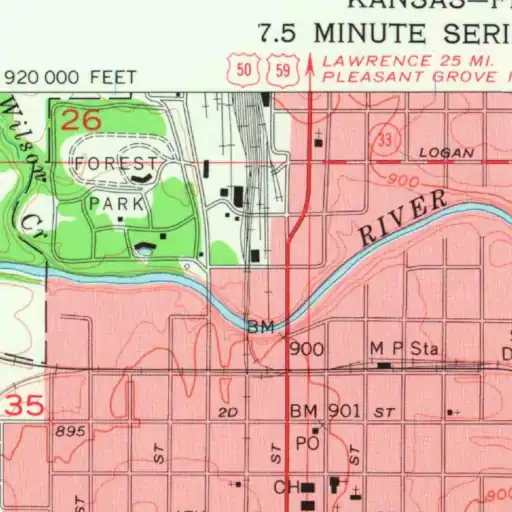 KANSAS—F
7.5 MINUTE SERI
50 59 LAWRENCE 25 MI.
920 000 FEET PLEASANT GROVE
Wilson Cr
26
33
LOGAN
FOREST
PARK
900
RIVER
BM
900
M P Sta
35
2D ST
BM 901
895
PO
ST
ST
ST
CH
900